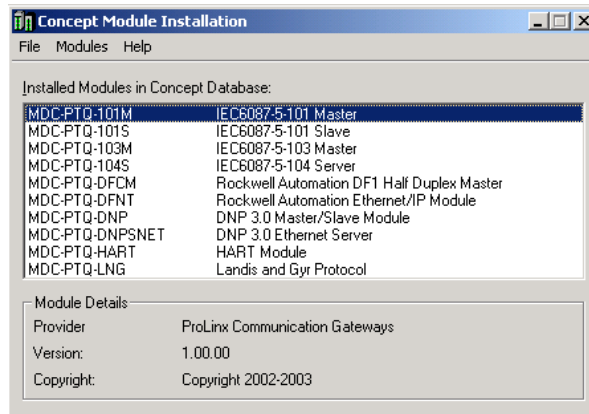 Concept Module Installation
File Modules Help
Installed Modules in Concept Database:
MDC-PTQ-101M IEC6087-5-101 Master
MDC-PTQ-101S IEC6087-5-101 Slave
MDC-PTQ-103M IEC6087-5-103 Master
MDC-PTQ-104S IEC6087-5-104 Server
MDC-PTQ-DFCM Rockwell Automation DF1 Half Duplex Master
MDC-PTQ-DFNT Rockwell Automation Ethernet/IP Module
MDC-PTQ-DNP DNP 3.0 Master/Slave Module
MDC-PTQ-DNPSNET DNP 3.0 Ethernet Server
MDC-PTQ-HART HART Module
MDC-PTQ-LNG Landis and Gyr Protocol
Module Details
Provider ProLinx Communication Gateways
Version: 1.00.00
Copyright: Copyright 2002-2003